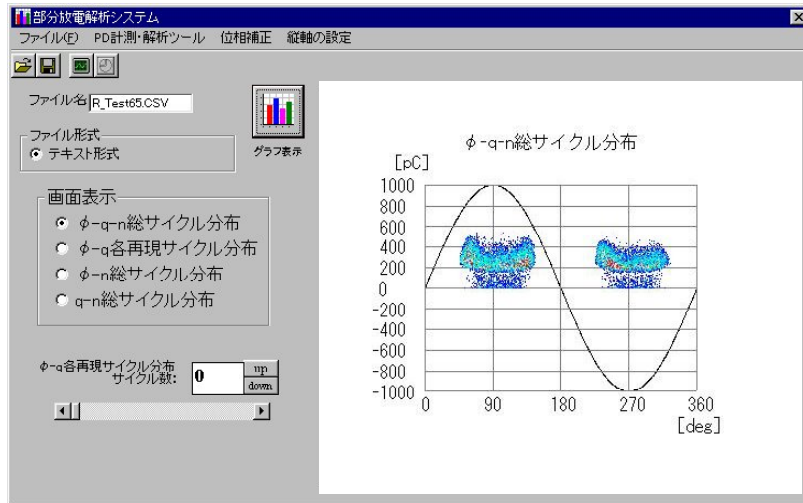 部分放電解析システム
ファイル(F) PD計測・解析ツール 位相補正 縦軸の設定
ファイル名 R_Test65.CSV
ファイル形式
テキスト形式
グラフ表示
画面表示
φ-q-n総サイクル分布
φ-q各再現サイクル分布
φ-n総サイクル分布
q-n総サイクル分布
φ-q各再現サイクル分布
サイクル数: 0 up
down
φ-q-n総サイクル分布
[pC]
1000
800
600
400
200
0
-200
-400
-600
-800
-1000
0 90 180 270 360
[deg]